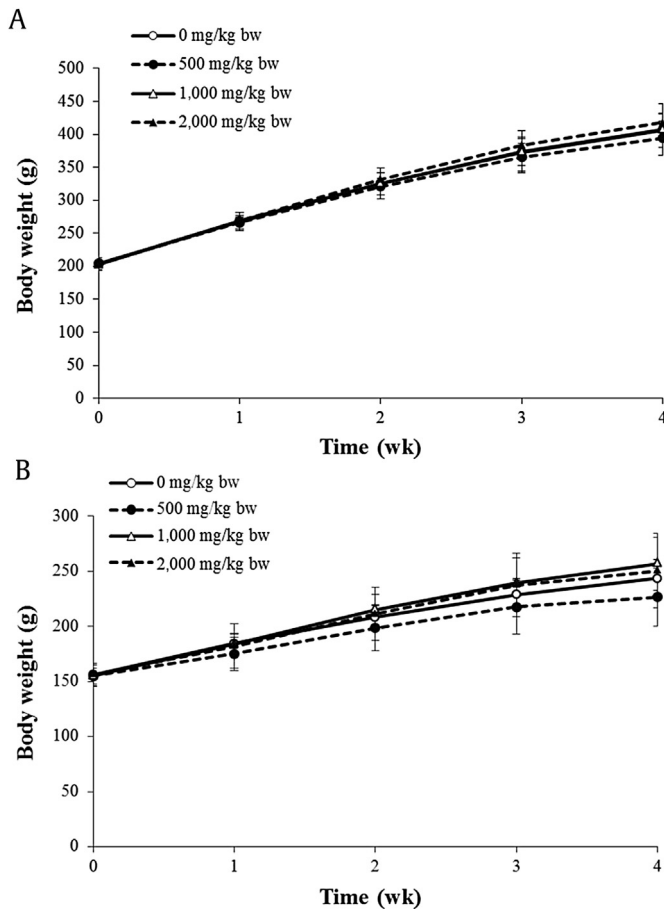 A
0 mg/kg bw
500 mg/kg bw
1,000 mg/kg bw
2,000 mg/kg bw
500
450
400
350
300
250
200
150
100
50
0
Body weight (g)
0 1 2 3 4
Time (wk)
B
0 mg/kg bw
500 mg/kg bw
1,000 mg/kg bw
2,000 mg/kg bw
300
250
200
150
100
50
0
Body weight (g)
0 1 2 3 4
Time (wk)